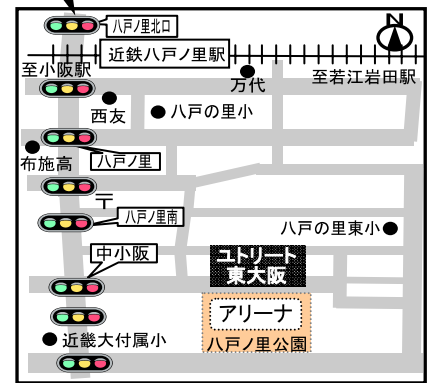 八戸ノ里北口
N
近鉄八戸ノ里駅
至小阪駅
万代
至若江岩田駅
西友
八戸の里小
布施高
八戸ノ里
〒
八戸ノ里南
八戸の里東小
中小阪
ユトリート
東大阪
アリーナ
八戸ノ里公園
近畿大付属小